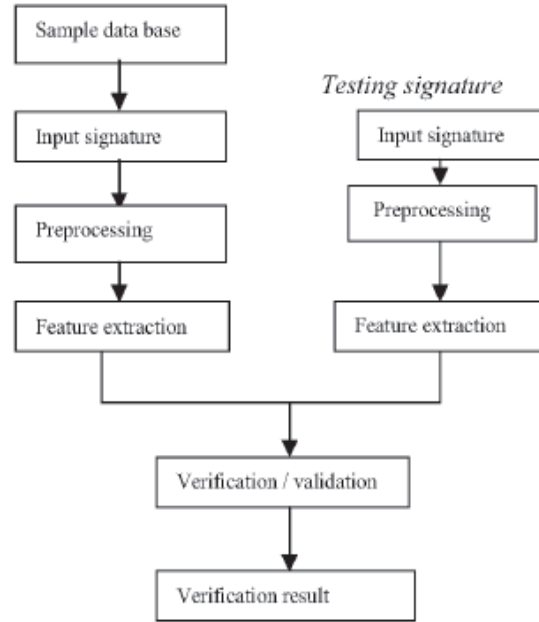 Sample data base
Input signature
Preprocessing
Feature extraction
Testing signature
Input signature
Preprocessing
Feature extraction
Verification / validation
Verification result